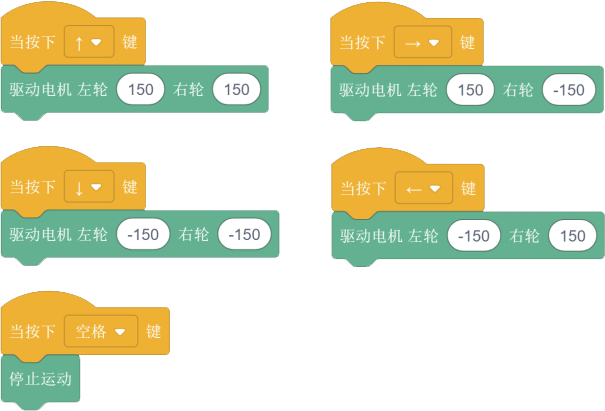 当按下 ↑ 键
驱动电机 左轮 150 右轮 150
当按下 → 键
驱动电机 左轮 150 右轮 -150
当按下 ↓ 键
驱动电机 左轮 -150 右轮 -150
当按下 ← 键
驱动电机 左轮 -150 右轮 150
当按下 空格 键
停止运动